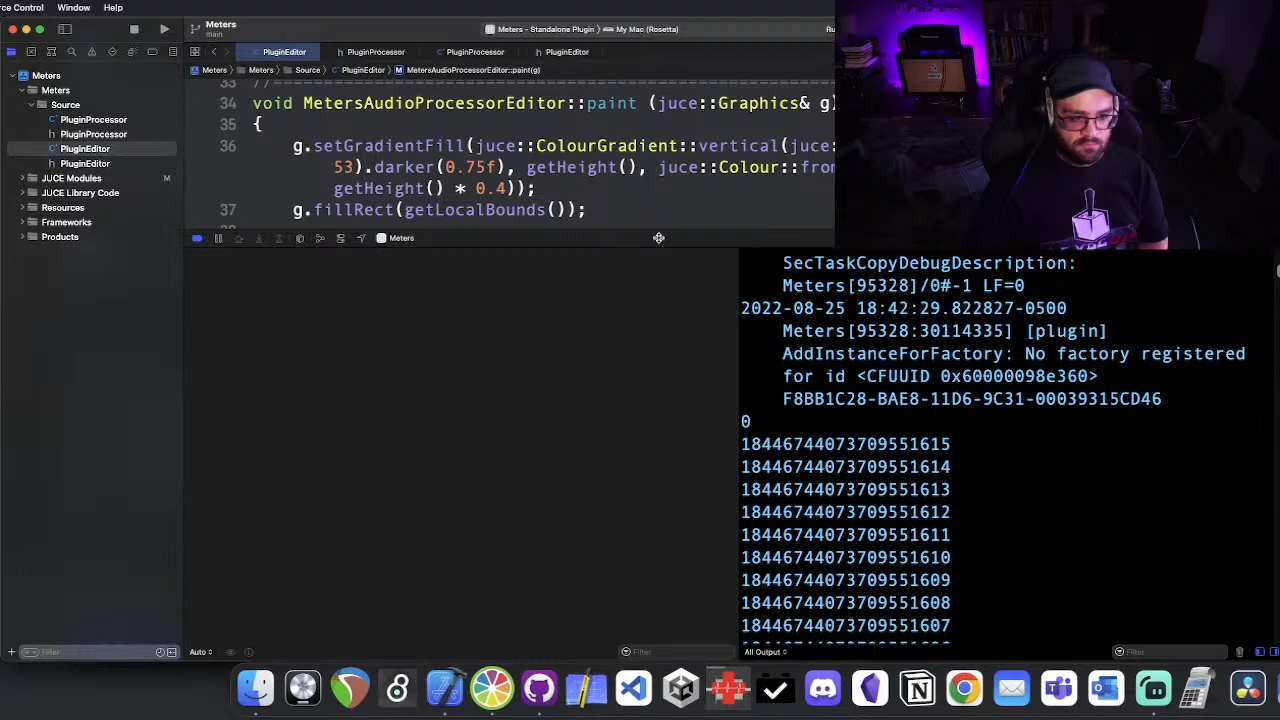 ce Control Window Help
Meters
main
Meters - Standalone Plugin
My Mac (Rosetta)
Ru
PluginEditor
PluginProcessor
PluginProcessor
PluginEditor
Meters
Meters
Source
PluginEditor
MetersAudioProcessorEditor::paint(g)
Meters
Meters
Source
PluginProcessor
PluginProcessor
PluginEditor
PluginEditor
JUCE Modules
M
JUCE Library Code
Resources
Frameworks
Products
33 //
34 void MetersAudioProcessorEditor::paint (juce::Graphics& g)
35 {
36 g.setGradientFill(juce::ColourGradient::vertical(juce:
53).darker(0.75f), getHeight(), juce::Colour::from
getHeight() * 0.4));
37 g.fillRect(getLocalBounds());
Meters
SecTaskCopyDebugDescription:
Meters[95328]/0#-1 LF=0
2022-08-25 18:42:29.822827-0500
Meters[95328:30114335] [plugin]
AddInstanceForFactory: No factory registered
for id <CFUUID 0x60000098e360>
F8BB1C28-BAE8-11D6-9C31-00039315CD46
0
18446744073709551615
18446744073709551614
18446744073709551613
18446744073709551612
18446744073709551611
18446744073709551610
18446744073709551609
18446744073709551608
18446744073709551607
Filter
Auto
Filter
All Output
Filter